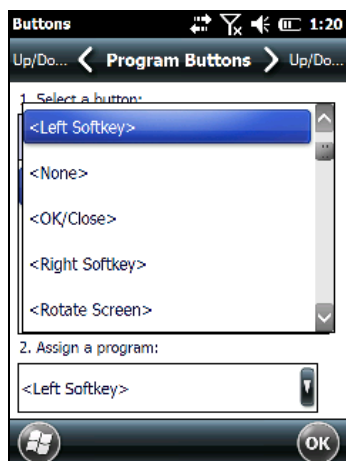 Buttons 1:20
Up/Do... Program Buttons Up/Do...
1. Select a button:
<Left Softkey>
<None>
<OK/Close>
<Right Softkey>
<Rotate Screen>
2. Assign a program:
<Left Softkey>
OK